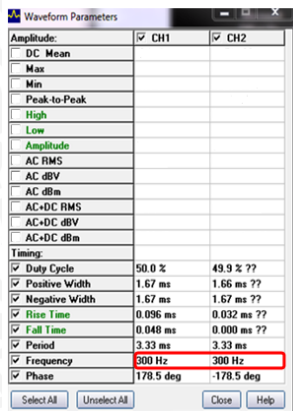 Waveform Parameters
Amplitude: CH1 CH2
DC Mean
Max
Min
Peak-to-Peak
High
Low
Amplitude
AC RMS
AC dBV
AC dBm
AC+DC RMS
AC+DC dBV
AC+DC dBm
Timing:
Duty Cycle 50.0 % 49.9 % ??
Positive Width 1.67 ms 1.66 ms ??
Negative Width 1.67 ms 1.67 ms ??
Rise Time 0.096 ms 0.032 ms ??
Fall Time 0.048 ms 0.000 ms ??
Period 3.33 ms 3.33 ms
Frequency 300 Hz 300 Hz
Phase 178.5 deg -178.5 deg
Select All Unselect All Close Help